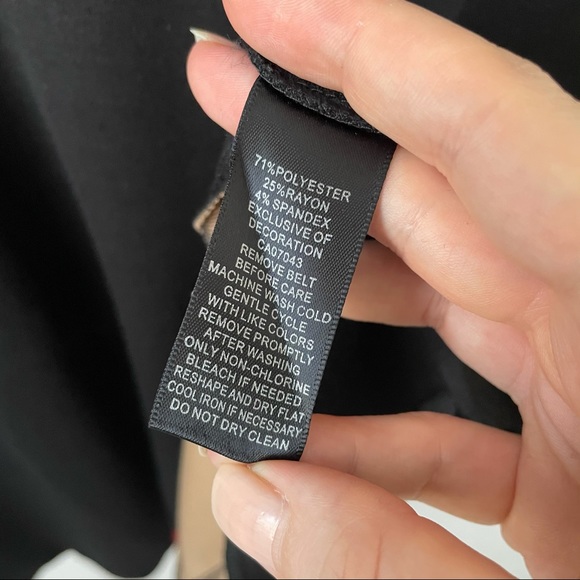 71%POLYESTER
25%RAYON
4% SPANDEX
EXCLUSIVE OF
DECORATION
CA07043
REMOVE BELT
BEFORE CARE
MACHINE WASH COLD
GENTLE CYCLE
WITH LIKE COLORS
REMOVE PROMPTLY
AFTER WASHING
ONLY NON-CHLORINE
BLEACH IF NEEDED
RESHAPE AND DRY FLAT
COOL IRON IF NECESSARY
DO NOT DRY CLEAN